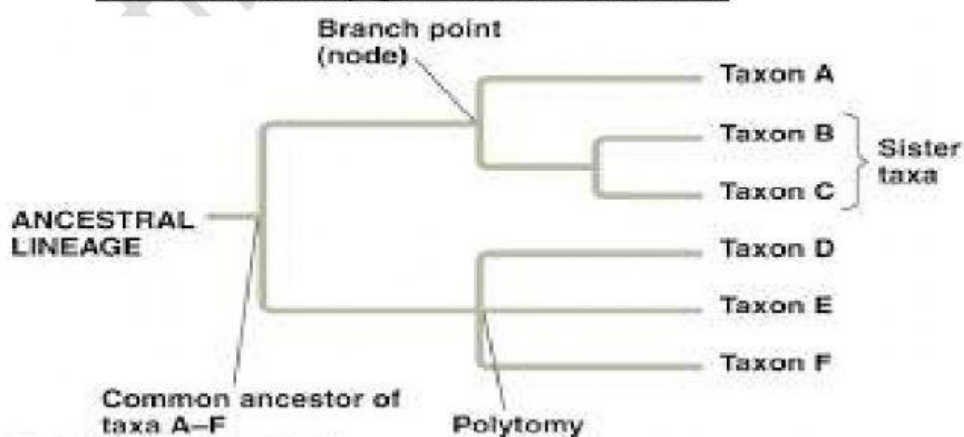 Branch point
(node)
Taxon A
Taxon B
Sister
taxa
Taxon C
ANCESTRAL
LINEAGE
Taxon D
Taxon E
Taxon F
Common ancestor of
taxa A–F
Polytomy